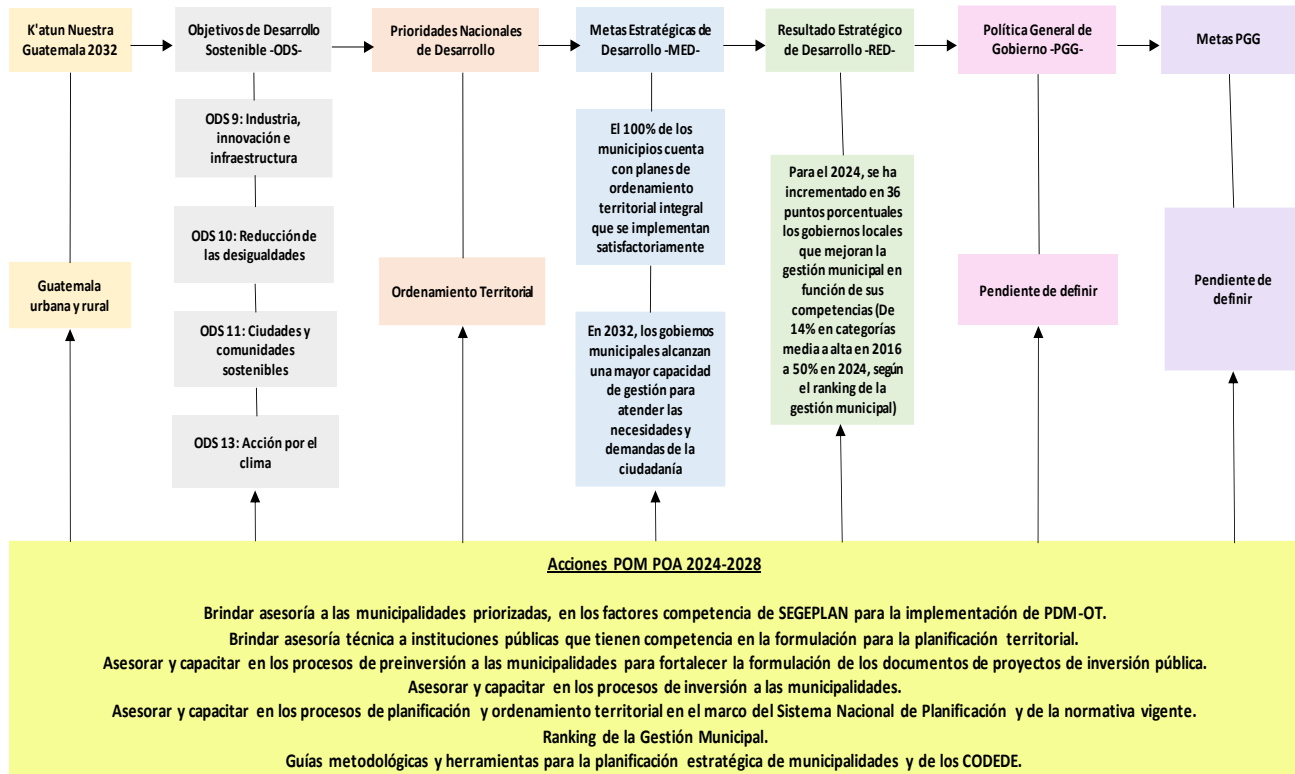 K'atun Nuestra
Guatemala 2032
Objetivos de Desarrollo
Sostenible -ODS-
Prioridades Nacionales
de Desarrollo
Metas Estratégicas de
Desarrollo -MED-
Resultado Estratégico
de Desarrollo -RED-
Política General de
Gobierno -PGG-
Metas PGG
Guatemala
urbana y rural
ODS 9: Industria,
innovación e
infraestructura
ODS 10: Reducción de
las desigualdades
ODS 11: Ciudades y
comunidades
sostenibles
ODS 13: Acción por el
clima
Ordenamiento Territorial
El 100% de los
municipios cuenta
con planes de
ordenamiento
territorial integral
que se implementan
satisfactoriamente
En 2032, los gobiernos
municipales alcanzan
una mayor capacidad
de gestión para
atender las
necesidades y
demandas de la
ciudadanía
Para el 2024, se ha
incrementado en 36
puntos porcentuales
los gobiernos locales
que mejoran la
gestión municipal en
función de sus
competencias (De
14% en categorías
media a alta en 2016
a 50% en 2024, según
el ranking de la
gestión municipal)
Pendiente de definir
Pendiente de
definir
Acciones POM POA 2024-2028
Brindar asesoría a las municipalidades priorizadas, en los factores competencia de SEGEPLAN para la implementación de PDM-OT.
Brindar asesoría técnica a instituciones públicas que tienen competencia en la formulación para la planificación territorial.
Asesorar y capacitar en los procesos de preinversión a las municipalidades para fortalecer la formulación de los documentos de proyectos de inversión pública.
Asesorar y capacitar en los procesos de inversión a las municipalidades.
Asesorar y capacitar en los procesos de planificación y ordenamiento territorial en el marco del Sistema Nacional de Planificación y de la normativa vigente.
Ranking de la Gestión Municipal.
Guías metodológicas y herramientas para la planificación estratégica de municipalidades y de los CODEDE.